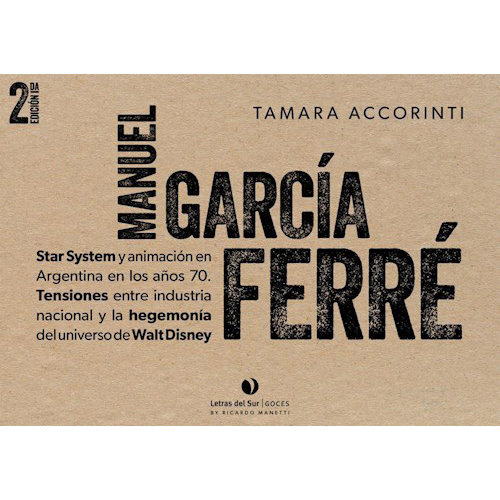 2DA
EDICIÓN
TAMARA ACCORINTI
MANUEL
GARCÍA
FERRÉ
Star System y animación en
Argentina en los años 70.
Tensiones entre industria
nacional y la hegemonía
del universo de Walt Disney
Letras del Sur | GOCES
BY RICARDO MANETTI